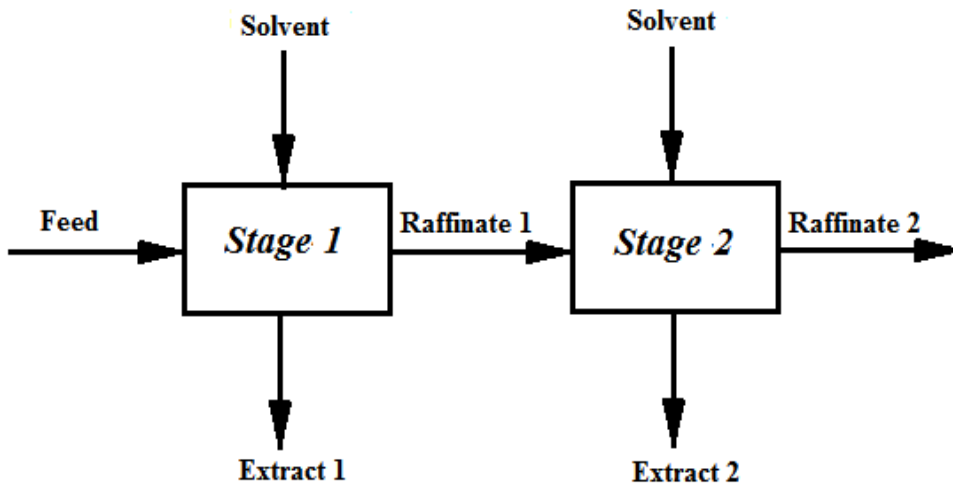 Solvent
Solvent
Feed
Stage 1
Raffinate 1
Stage 2
Raffinate 2
Extract 1
Extract 2